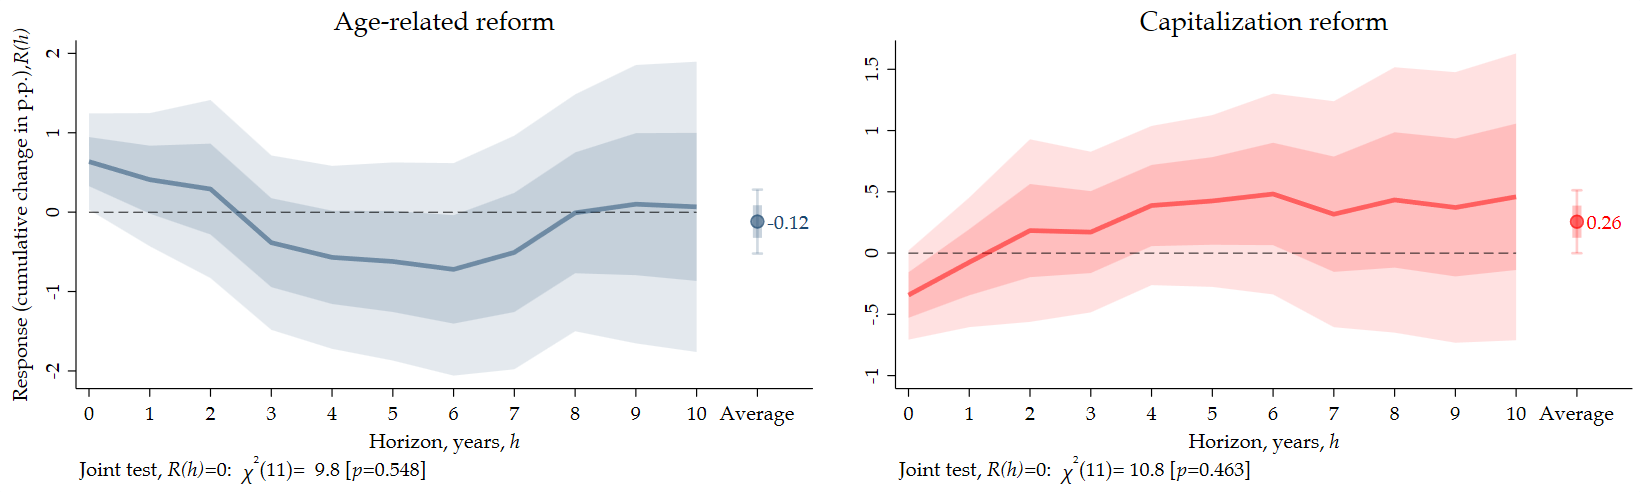 Age-related reform
Response (cumulative change in p.p.),R(h)
2
1
0
-1
-2
-0.12
0 1 2 3 4 5 6 7 8 9 10 Average
Horizon, years, h
Joint test, R(h)=0: χ²(11)= 9.8 [p=0.548]
Capitalization reform
1.5
1
.5
0
-.5
-1
0.26
0 1 2 3 4 5 6 7 8 9 10 Average
Horizon, years, h
Joint test, R(h)=0: χ²(11)= 10.8 [p=0.463]